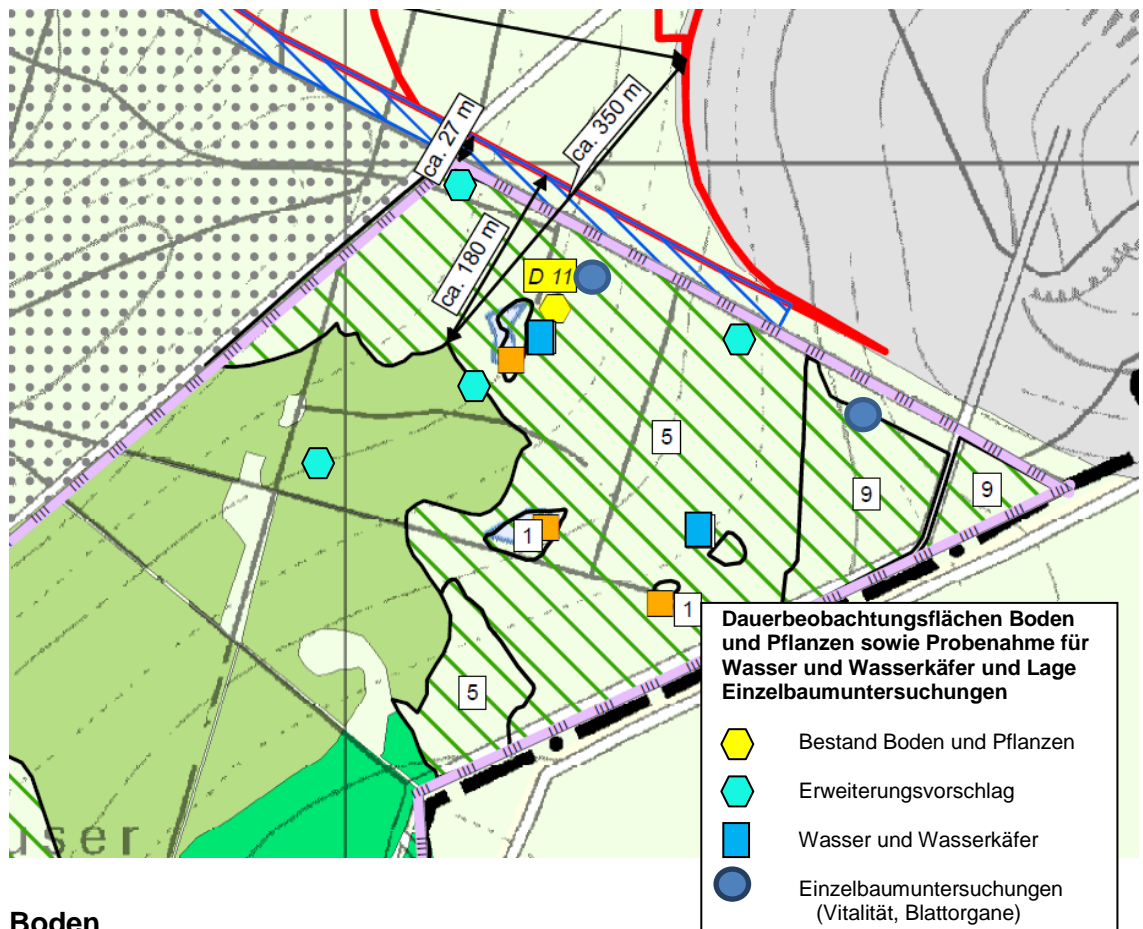 ca. 27 m
ca. 350 m
ca. 180 m
D 11
5
9
9
1
1
5
user
Dauerbeobachtungsflächen Boden
und Pflanzen sowie Probenahme für
Wasser und Wasserkäfer und Lage
Einzelbaumuntersuchungen
Bestand Boden und Pflanzen
Erweiterungsvorschlag
Wasser und Wasserkäfer
Einzelbaumuntersuchungen
(Vitalität, Blattorgane)
Boden